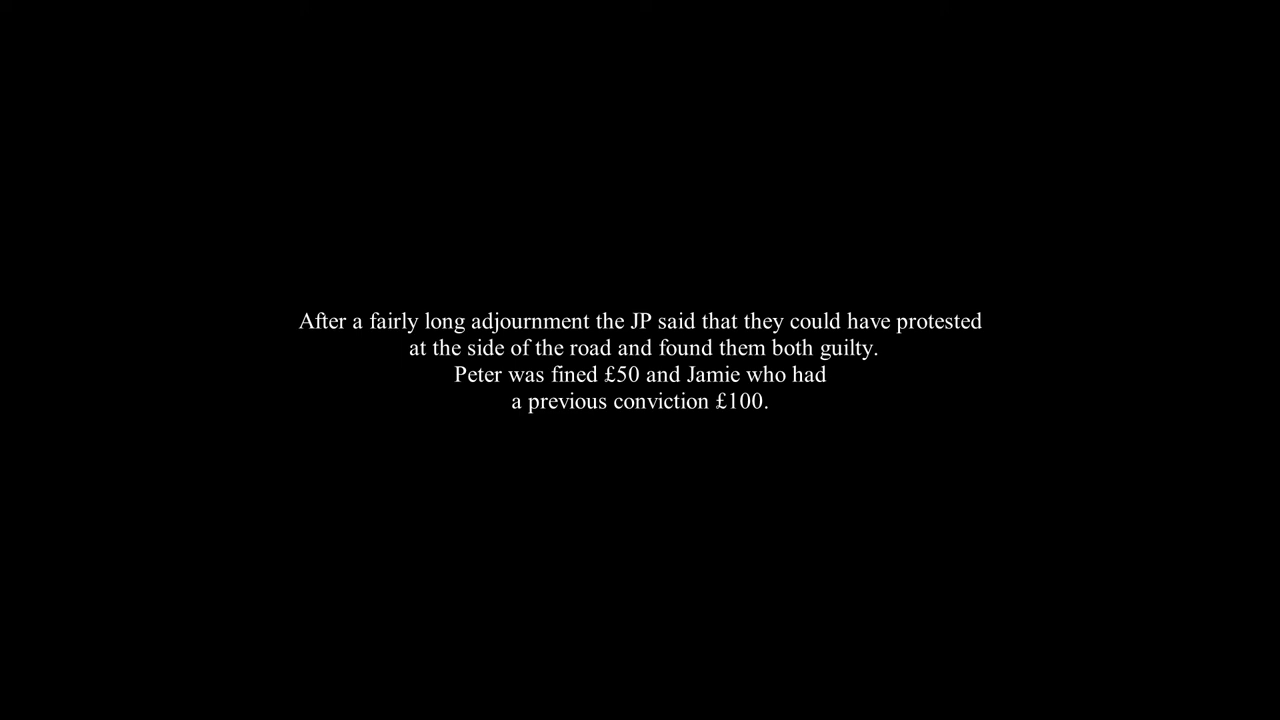 After a fairly long adjournment the JP said that they could have protested
at the side of the road and found them both guilty.
Peter was fined £50 and Jamie who had
a previous conviction £100.